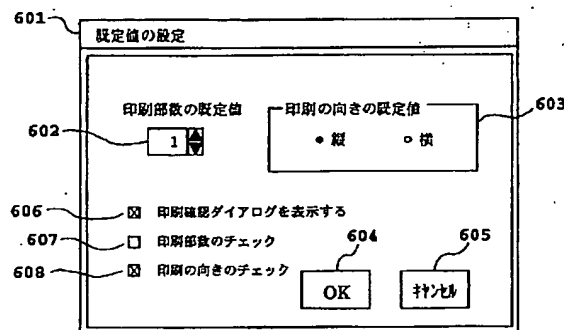 601
既定値の設定
印刷部数の既定値
602
1
印刷の向きの既定値
603
縦
横
606
印刷確認ダイアログを表示する
607
印刷部数のチェック
608
印刷の向きのチェック
604
OK
605
キャンセル